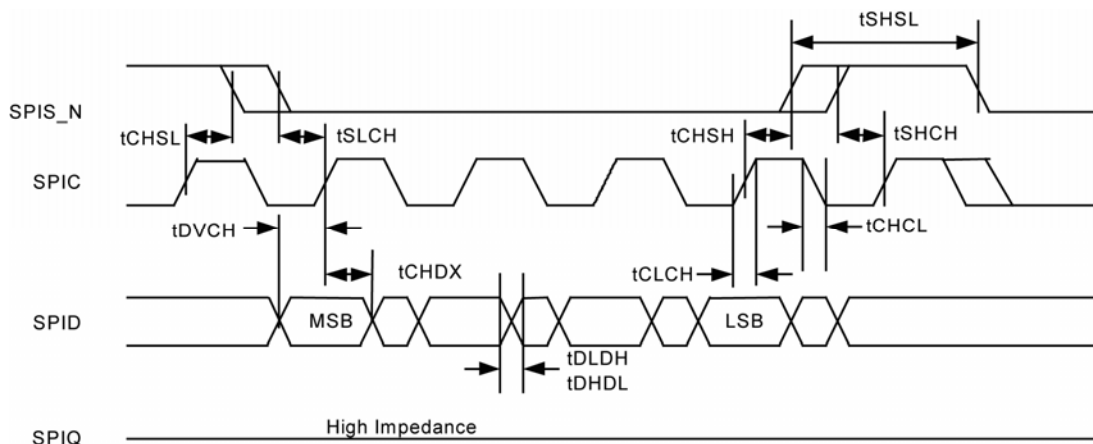 tSHSL
SPIS_N
tCHSL
tSLCH
tCHSH
tSHCH
SPIC
tDVCH
tCHCL
tCHDX
tCLCH
SPID
MSB
LSB
tDLDH
tDHDL
High Impedance
SPIQ